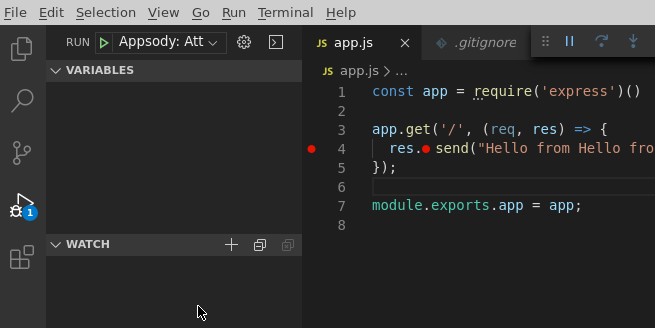 File Edit Selection View Go Run Terminal Help
RUN Appsody: Att
VARIABLES
WATCH
1
JS app.js
.gitignore
JS app.js > ...
1 const app = require('express')()
2
3 app.get('/', (req, res) => {
4 res. send("Hello from Hello fro
5 });
6
7 module.exports.app = app;
8